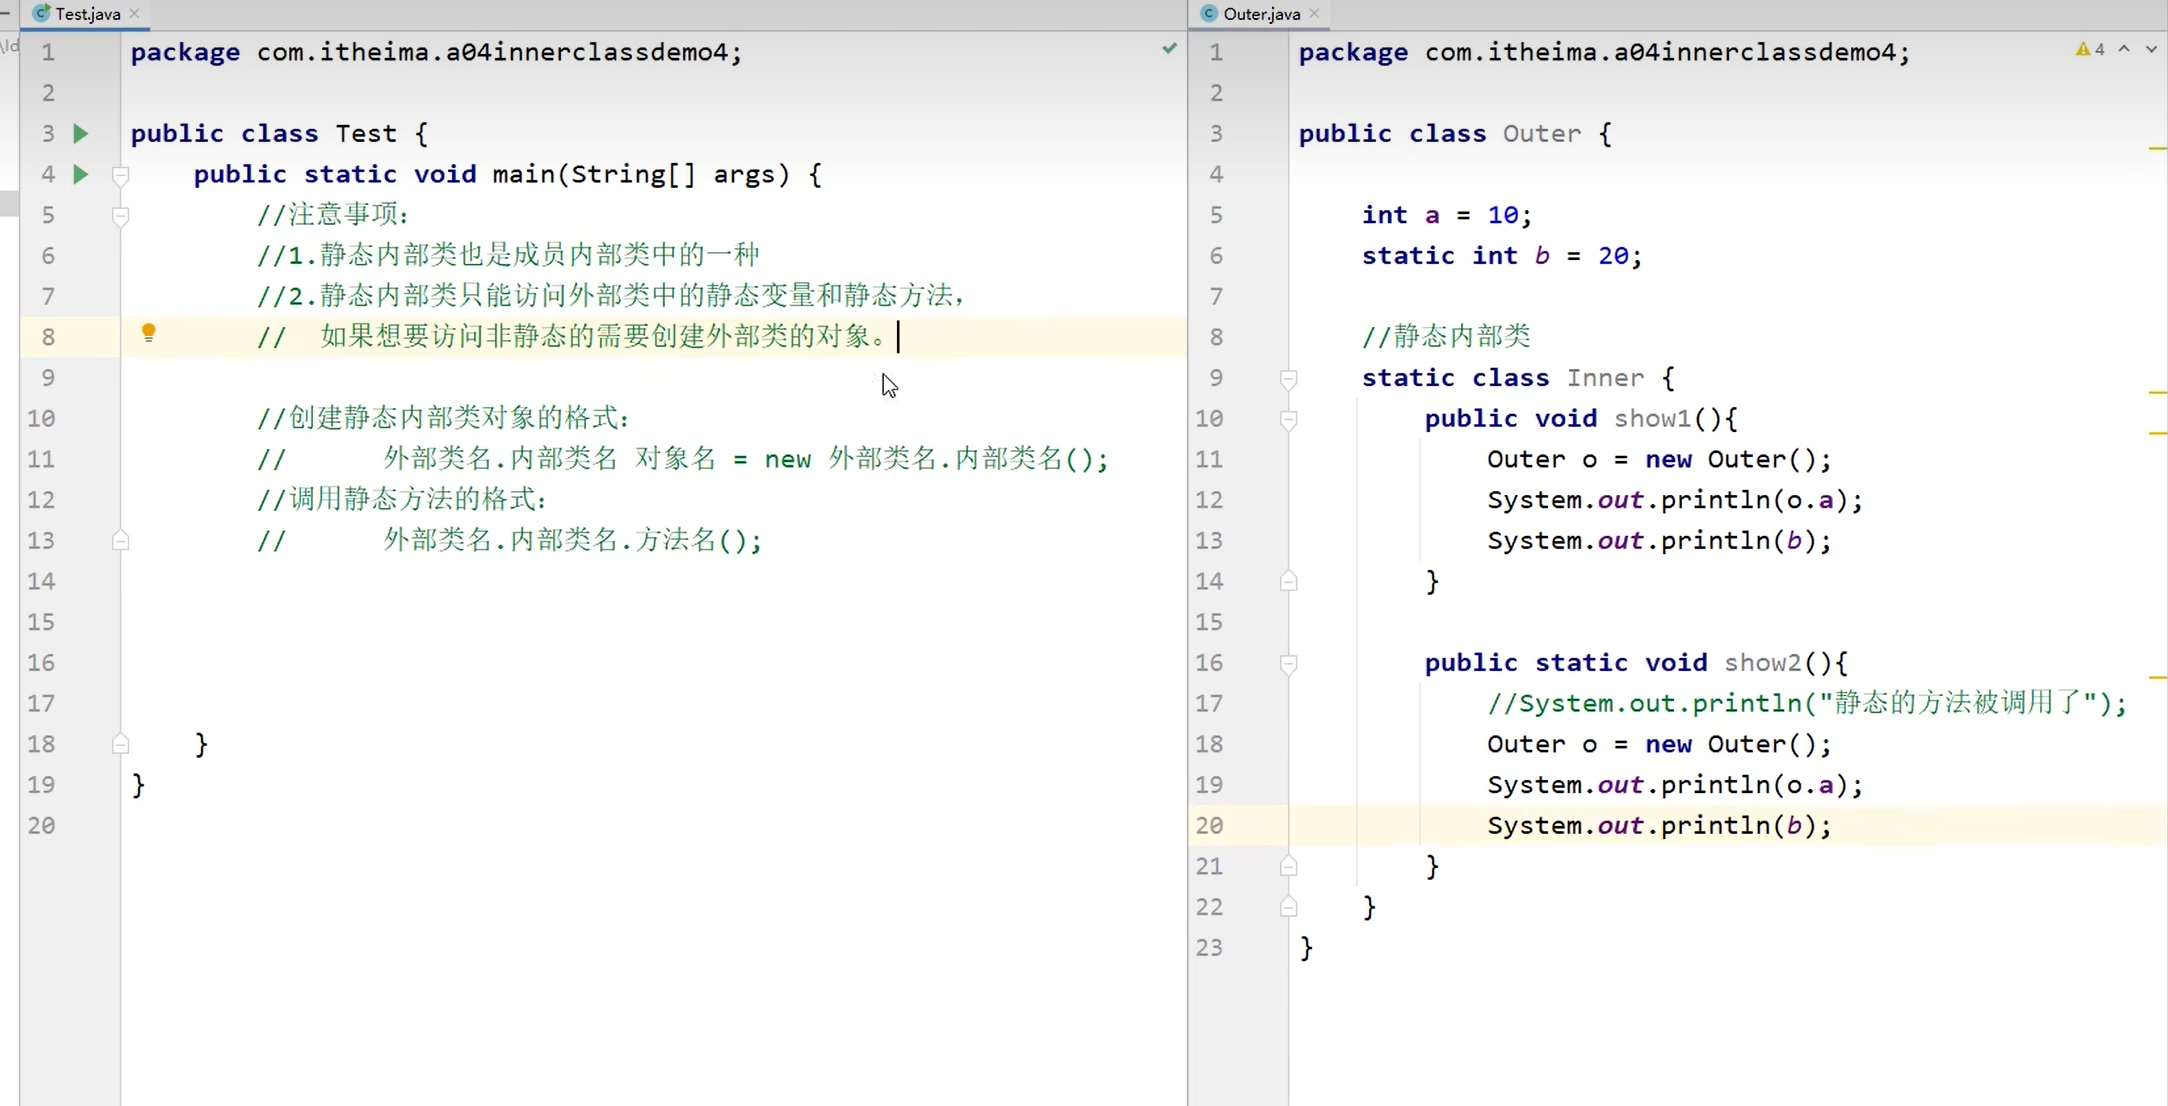 Test.java
\Id
1 package com.itheima.a04innerclassdemo4;
2
3 public class Test {
4 public static void main(String[] args) {
5 //注意事项：
6 //1.静态内部类也是成员内部类中的一种
7 //2.静态内部类只能访问外部类中的静态变量和静态方法，
8 // 如果想要访问非静态的需要创建外部类的对象。
9
10 //创建静态内部类对象的格式：
11 // 外部类名.内部类名 对象名 = new 外部类名.内部类名();
12 //调用静态方法的格式：
13 // 外部类名.内部类名.方法名();
14
15
16
17
18 }
19 }
20
Outer.java
4
1 package com.itheima.a04innerclassdemo4;
2
3 public class Outer {
4
5 int a = 10;
6 static int b = 20;
7
8 //静态内部类
9 static class Inner {
10 public void show1(){
11 Outer o = new Outer();
12 System.out.println(o.a);
13 System.out.println(b);
14 }
15
16 public static void show2(){
17 //System.out.println("静态的方法被调用了");
18 Outer o = new Outer();
19 System.out.println(o.a);
20 System.out.println(b);
21 }
22 }
23 }